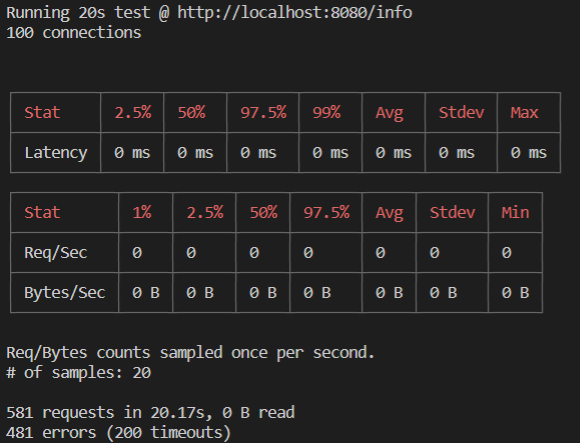 Running 20s test @ http://localhost:8080/info
100 connections
Stat 2.5% 50% 97.5% 99% Avg Stdev Max
Latency 0 ms 0 ms 0 ms 0 ms 0 ms 0 ms 0 ms
Stat 1% 2.5% 50% 97.5% Avg Stdev Min
Req/Sec 0 0 0 0 0 0 0
Bytes/Sec 0 B 0 B 0 B 0 B 0 B 0 B 0 B
Req/Bytes counts sampled once per second.
# of samples: 20
581 requests in 20.17s, 0 B read
481 errors (200 timeouts)